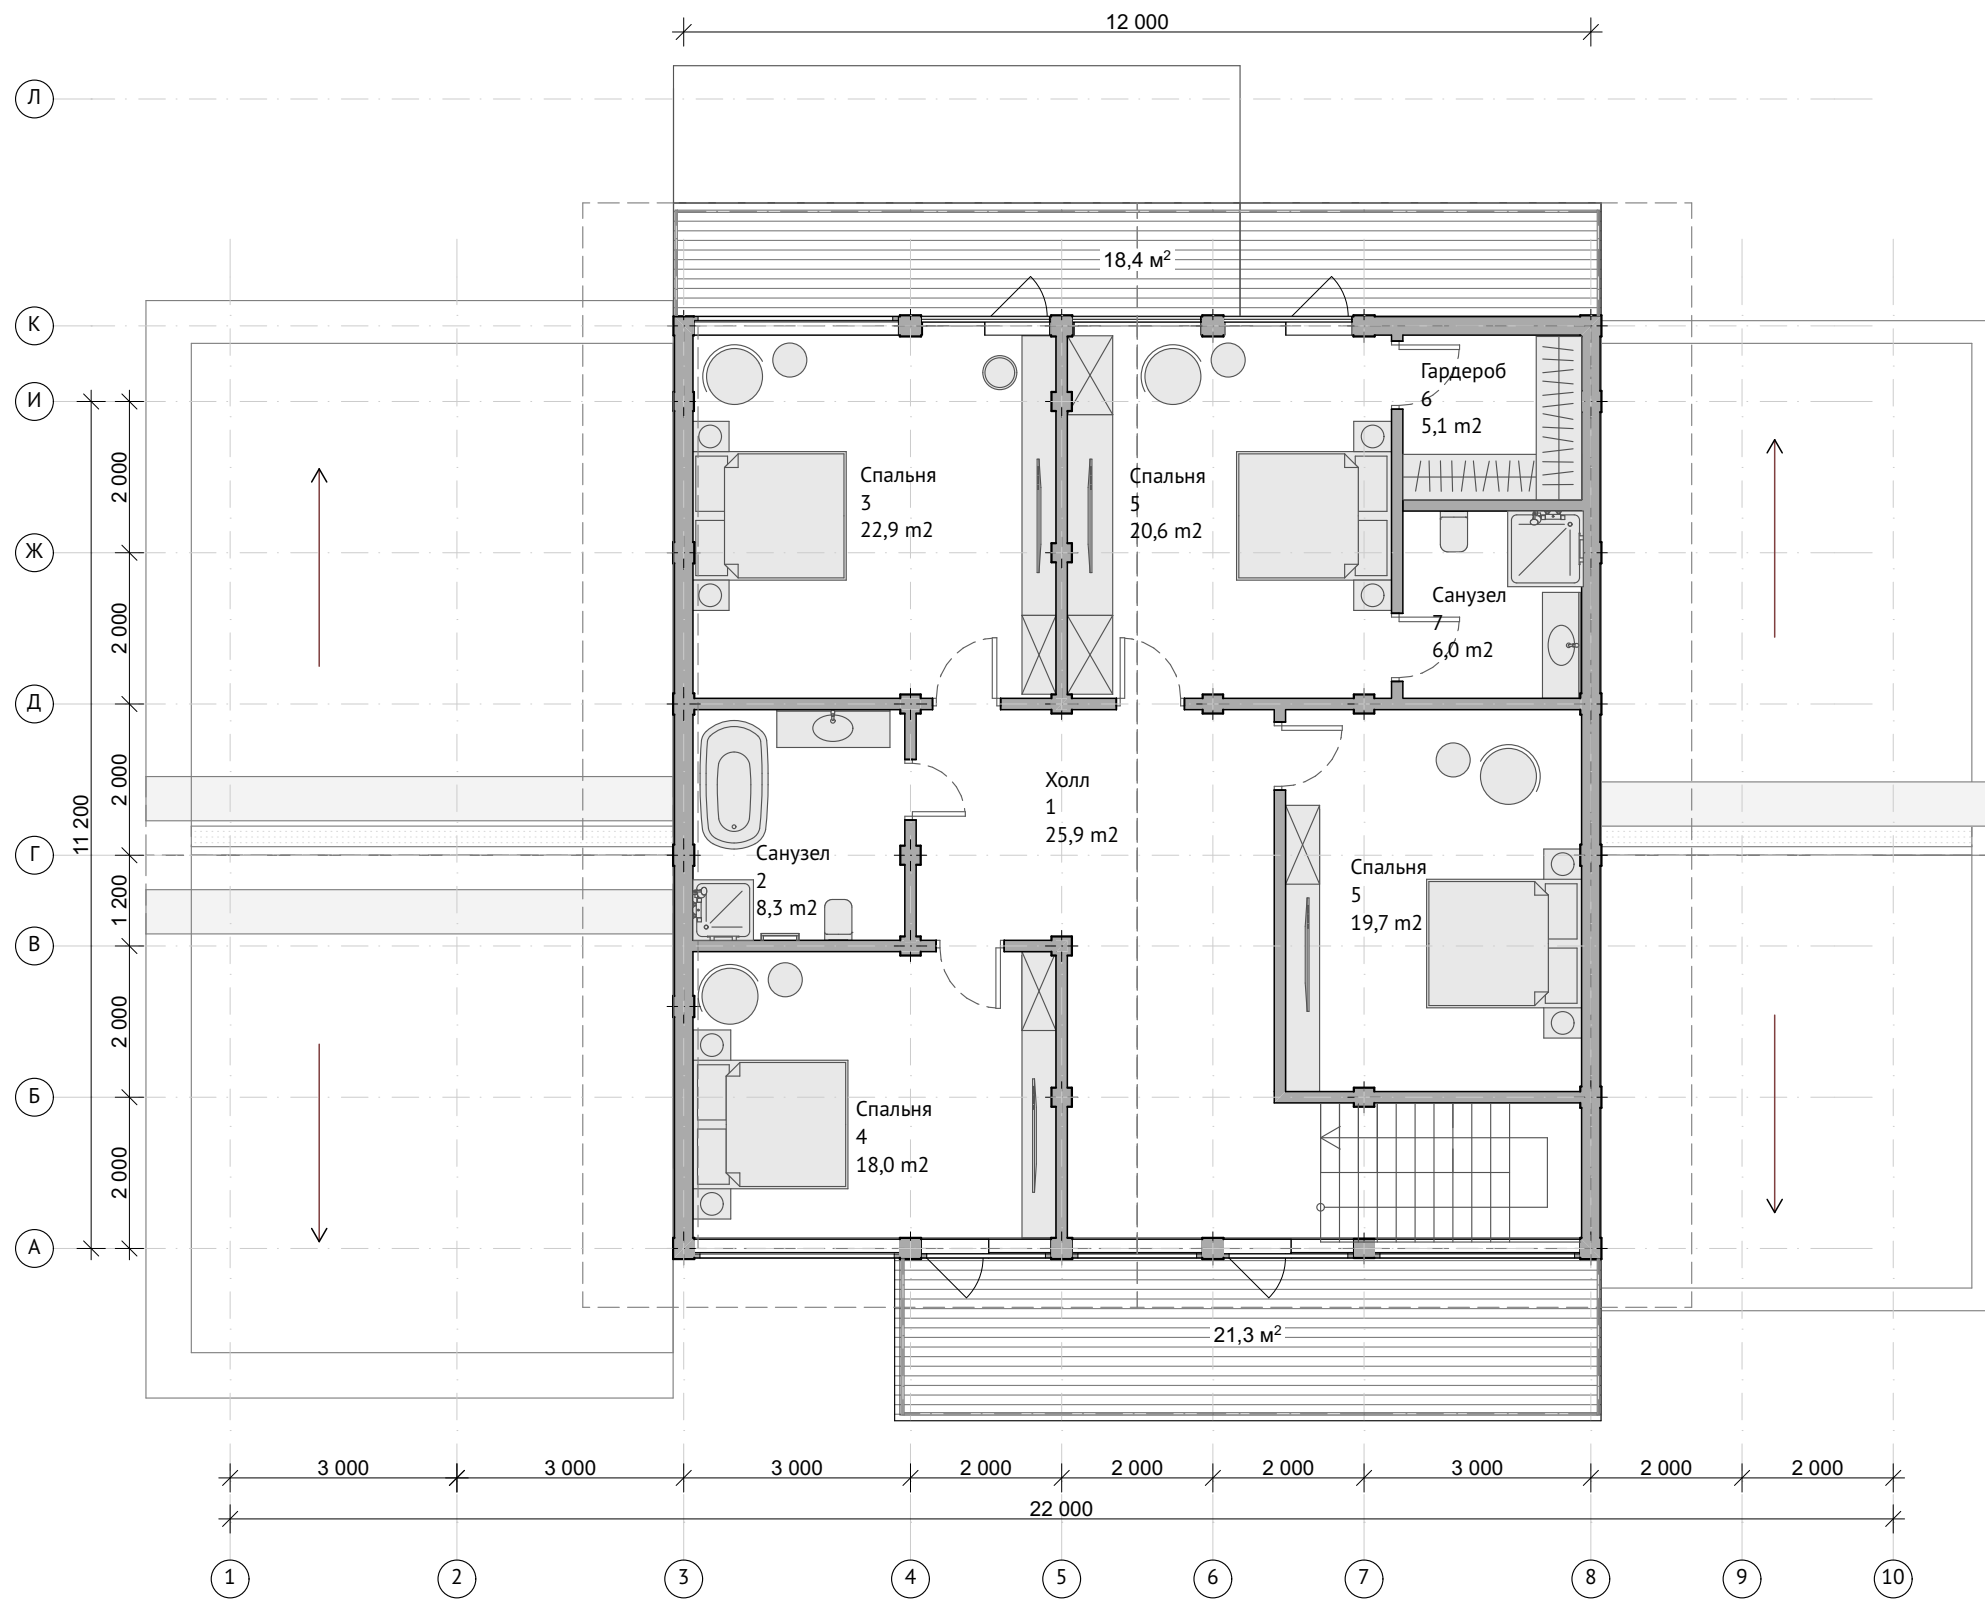 12 000
Л
18,4 м²
К
И
Гардероб
6
5,1 m2
2 000
Спальня
3
22,9 m2
Спальня
5
20,6 m2
Ж
2 000
Санузел
7
6,0 m2
Д
2 000
11 200
Холл
1
25,9 m2
Г
Санузел
2
8,3 m2
Спальня
5
19,7 m2
1 200
В
2 000
Б
Спальня
4
18,0 m2
2 000
А
21,3 м²
3 000
3 000
3 000
2 000
2 000
2 000
3 000
2 000
2 000
22 000
1
2
3
4
5
6
7
8
9
10